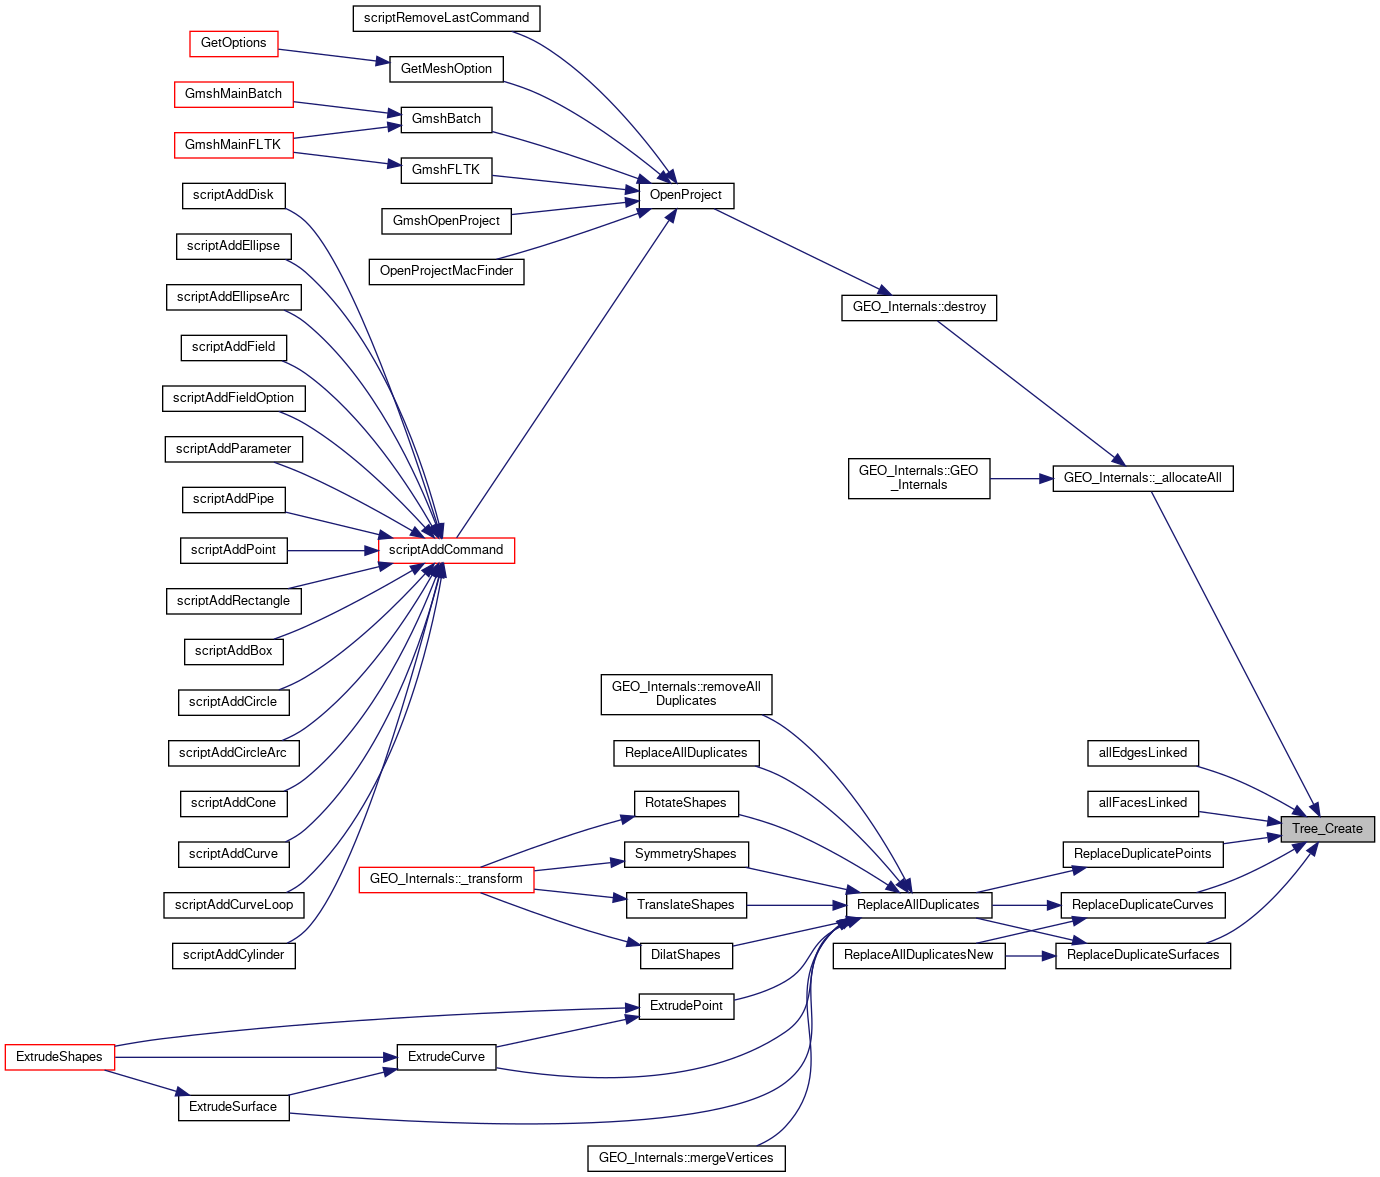 scriptRemoveLastCommand
GetOptions
GetMeshOption
GmshMainBatch
GmshBatch
GmshMainFLTK
GmshFLTK
scriptAddDisk
OpenProject
GmshOpenProject
scriptAddEllipse
OpenProjectMacFinder
scriptAddEllipseArc
GEO_Internals::destroy
scriptAddField
scriptAddFieldOption
scriptAddParameter
GEO_Internals::GEO
_Internals
GEO_Internals::_allocateAll
scriptAddPipe
scriptAddPoint
scriptAddCommand
scriptAddRectangle
scriptAddBox
GEO_Internals::removeAll
Duplicates
scriptAddCircle
scriptAddCircleArc
ReplaceAllDuplicates
allEdgesLinked
scriptAddCone
RotateShapes
allFacesLinked
Tree_Create
scriptAddCurve
SymmetryShapes
ReplaceDuplicatePoints
GEO_Internals::_transform
scriptAddCurveLoop
TranslateShapes
ReplaceAllDuplicates
ReplaceDuplicateCurves
scriptAddCylinder
DilatShapes
ReplaceAllDuplicatesNew
ReplaceDuplicateSurfaces
ExtrudePoint
ExtrudeShapes
ExtrudeCurve
ExtrudeSurface
GEO_Internals::mergeVertices